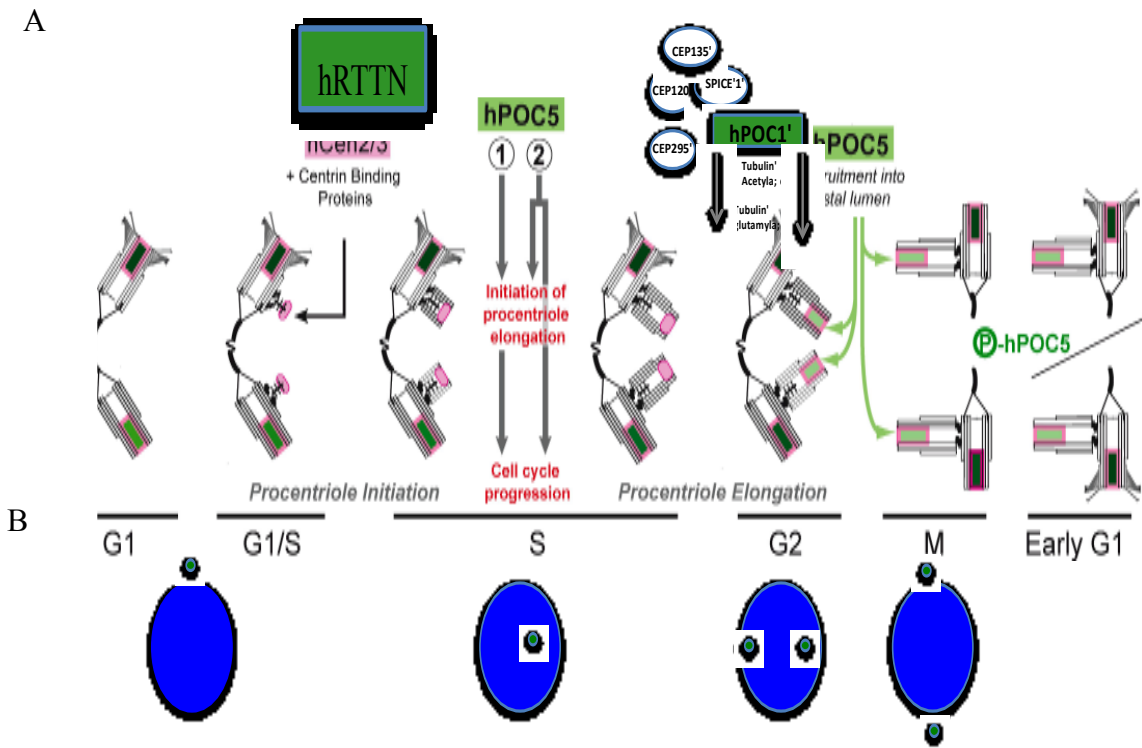 A
hRTTN
hCen2/3
+ Centrin Binding
Proteins
hPOC5
1 2
CEP135'
CEP120
SPICE'1'
CEP295'
hPOC1'
hPOC5
Tubulin'
Acetyla;
Tubulin'
glutamyla;
ruitment into
stal lumen
Initiation of
procentriole
elongation
P-hPOC5
Cell cycle
progression
Procentriole Initiation
Procentriole Elongation
B
G1 G1/S S G2 M Early G1